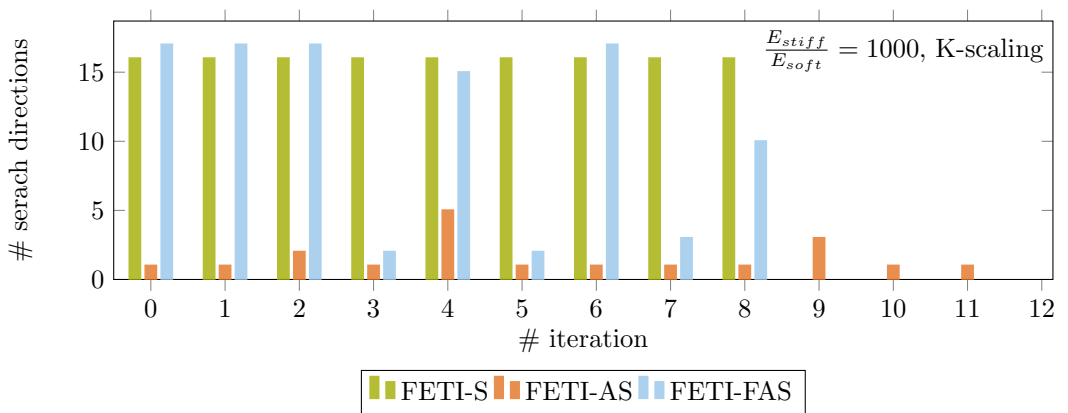 # serach directions
15
10
5
0
E_stiff/E_soft = 1000, K-scaling
0 1 2 3 4 5 6 7 8 9 10 11 12
# iteration
FETI-S FETI-AS FETI-FAS